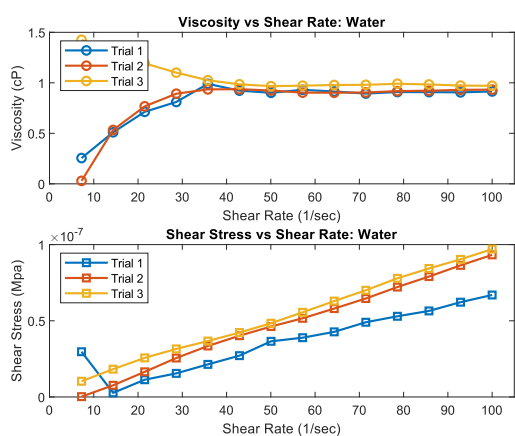 Viscosity vs Shear Rate: Water
Viscosity (cP)
1.5
1
0.5
0
Trial 1
Trial 2
Trial 3
0 10 20 30 40 50 60 70 80 90 100
Shear Rate (1/sec)
Shear Stress vs Shear Rate: Water
×10⁻⁷
Shear Stress (Mpa)
1
0.5
0
Trial 1
Trial 2
Trial 3
0 10 20 30 40 50 60 70 80 90 100
Shear Rate (1/sec)